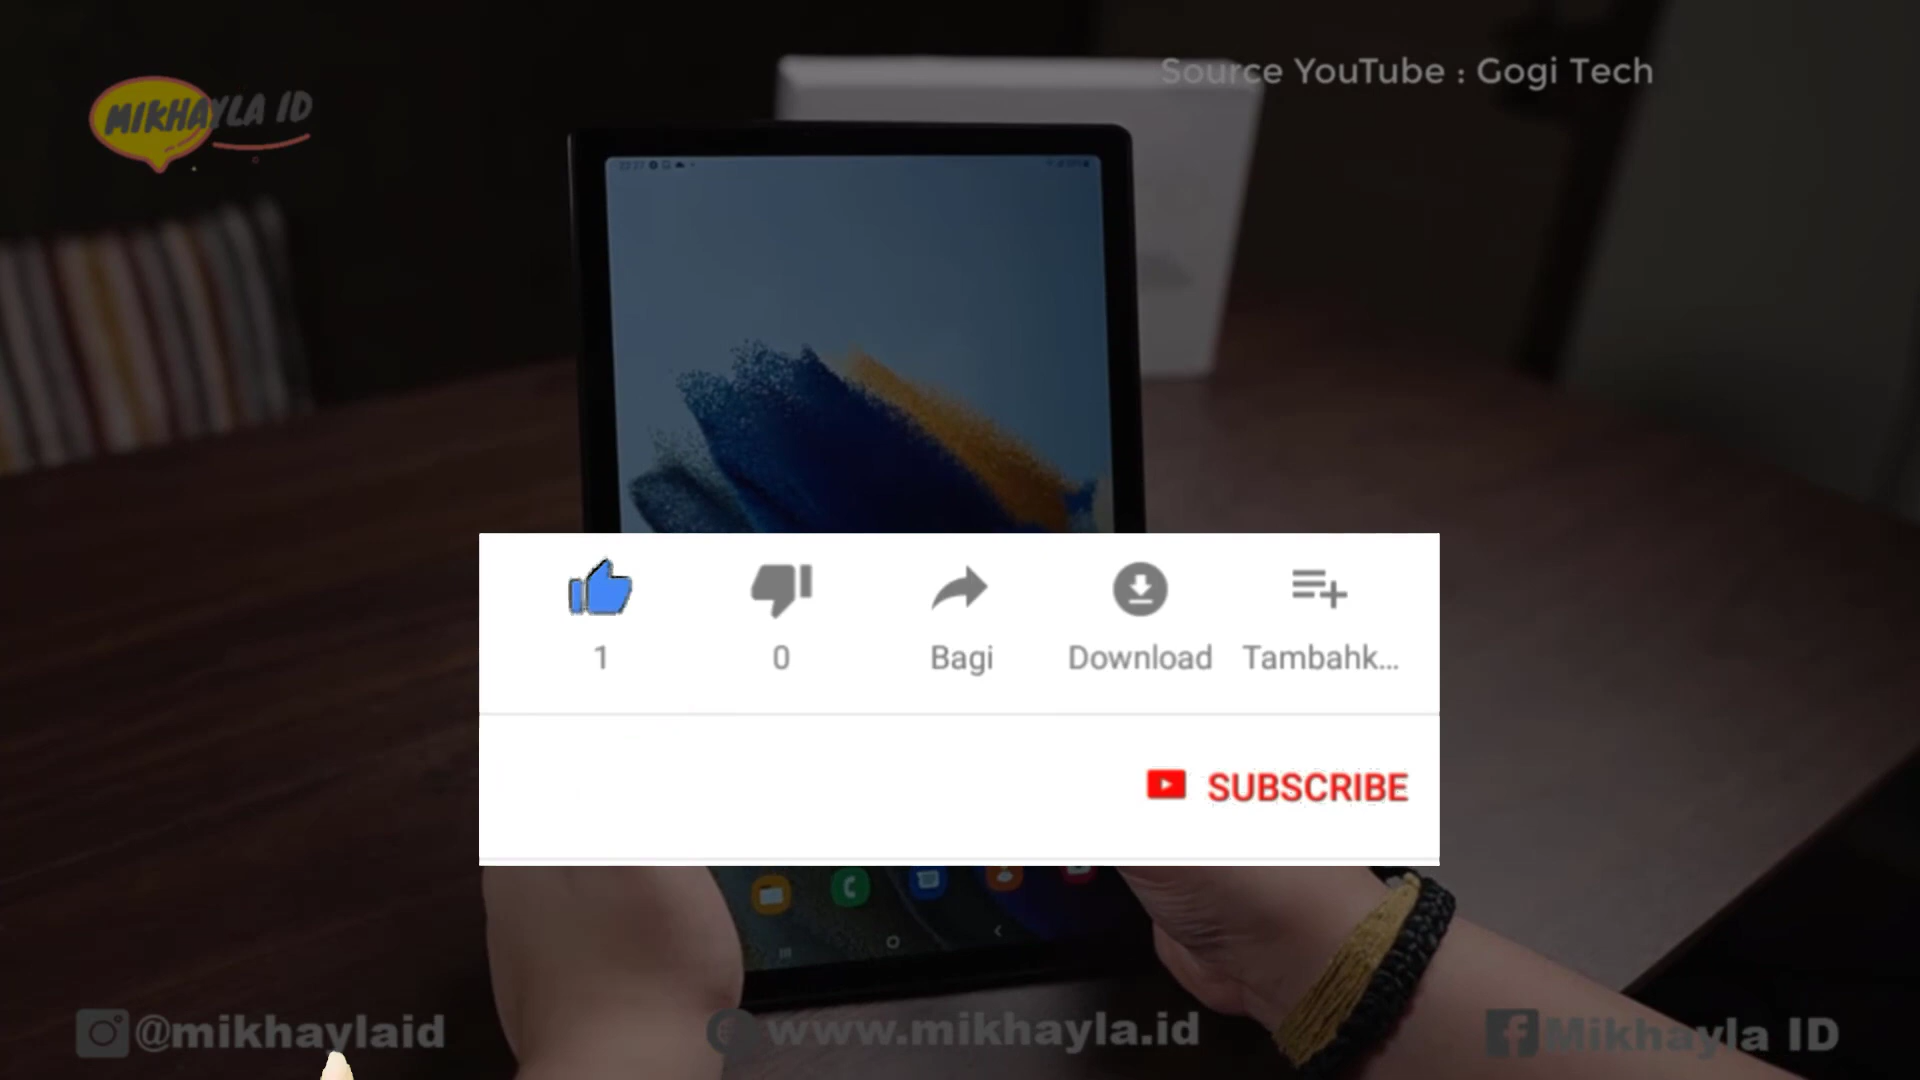 Source YouTube : Gogi Tech
MIKHAYLA ID
1
0
Bagi
Download
Tambahk...
SUBSCRIBE
@mikhaylaid
www.mikhayla.id
Mikhayla ID